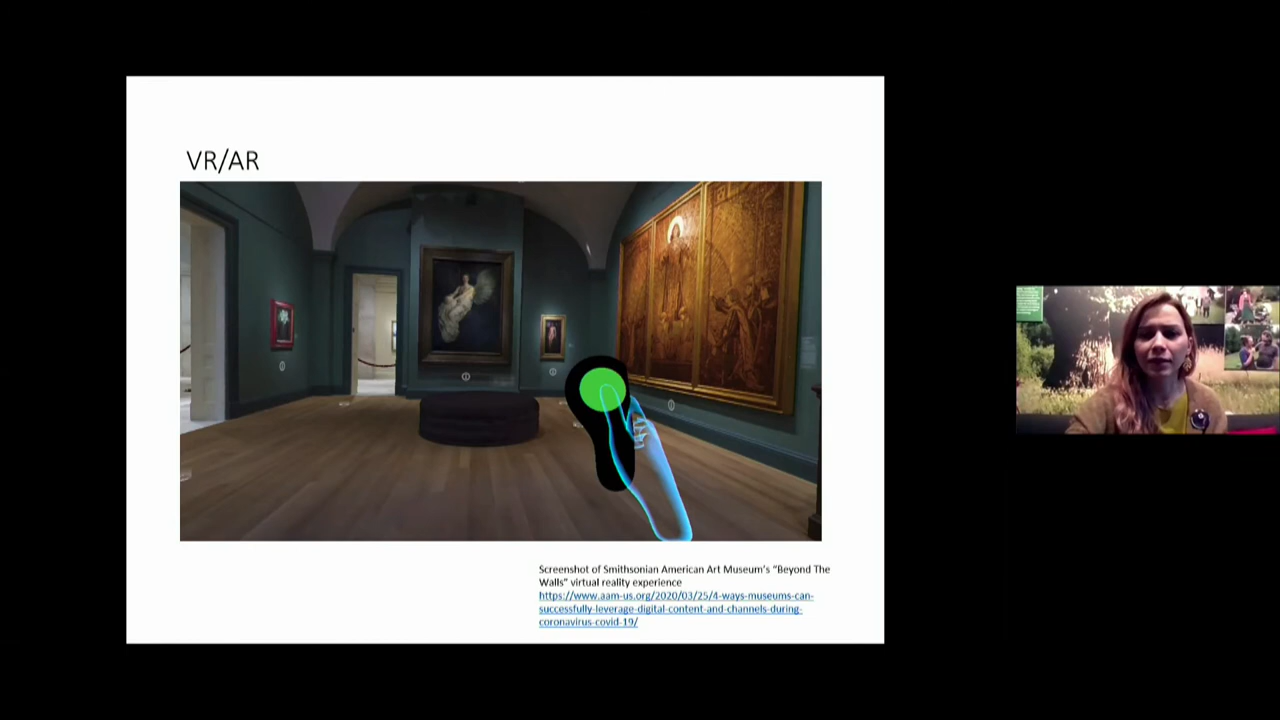 VR/AR
Screenshot of Smithsonian American Art Museum's "Beyond The
Walls" virtual reality experience
https://www.aam-us.org/2020/03/25/4-ways-museums-can-
successfully-leverage-digital-content-and-channels-during-
coronavirus-covid-19/